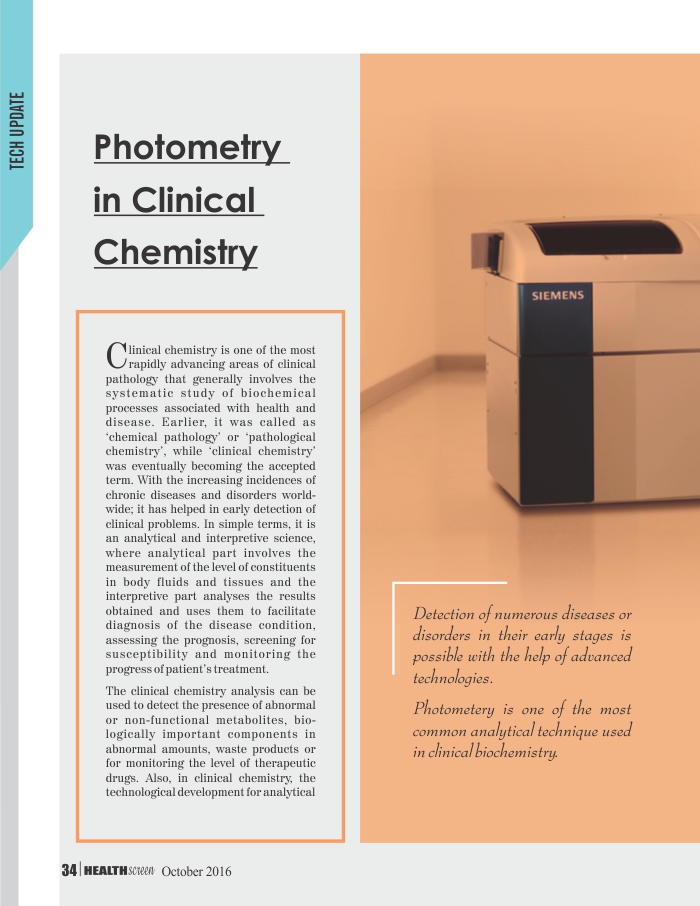 TECH UPDATE
Photometry
in Clinical
Chemistry
Clinical chemistry is one of the most
rapidly advancing areas of clinical
pathology that generally involves the
systematic study of biochemical
processes associated with health and
disease. Earlier, it was called as
‘chemical pathology’ or ‘pathological
chemistry’, while ‘clinical chemistry’
was eventually becoming the accepted
term. With the increasing incidences of
chronic diseases and disorders world-
wide; it has helped in early detection of
clinical problems. In simple terms, it is
an analytical and interpretive science,
where analytical part involves the
measurement of the level of constituents
in body fluids and tissues and the
interpretive part analyses the results
obtained and uses them to facilitate
diagnosis of the disease condition,
assessing the prognosis, screening for
susceptibility and monitoring the
progress of patient’s treatment.
The clinical chemistry analysis can be
used to detect the presence of abnormal
or non-functional metabolites, bio-
logically important components in
abnormal amounts, waste products or
for monitoring the level of therapeutic
drugs. Also, in clinical chemistry, the
technological development for analytical
SIEMENS
Detection of numerous diseases or
disorders in their early stages is
possible with the help of advanced
technologies.
Photometery is one of the most
common analytical technique used
in clinical biochemistry.
34 HEALTH screen October 2016